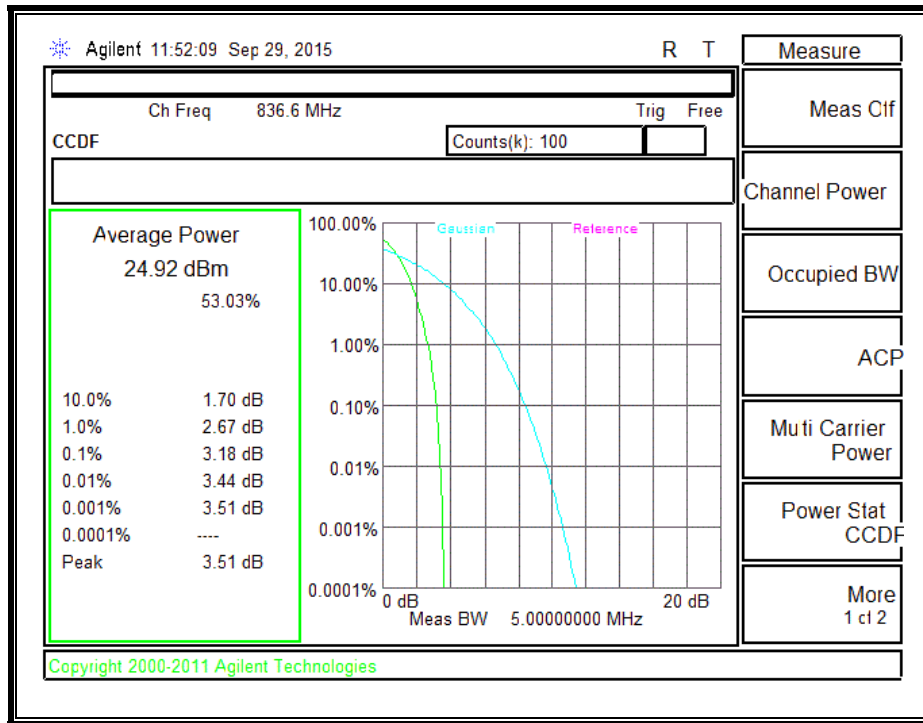 Agilent 11:52:09 Sep 29, 2015 R T
Measure
Ch Freq 836.6 MHz Trig Free
CCDF Counts(k): 100
Meas Off
Channel Power
Occupied BW
ACP
Multi Carrier
Power
Power Stat
CCDF
More
1 of 2
Average Power
24.92 dBm
53.03%
10.0% 1.70 dB
1.0% 2.67 dB
0.1% 3.18 dB
0.01% 3.44 dB
0.001% 3.51 dB
0.0001% ----
Peak 3.51 dB
Gaussian Reference
100.00%
10.00%
1.00%
0.10%
0.01%
0.001%
0.0001%
0 dB 20 dB
Meas BW 5.00000000 MHz
Copyright 2000-2011 Agilent Technologies